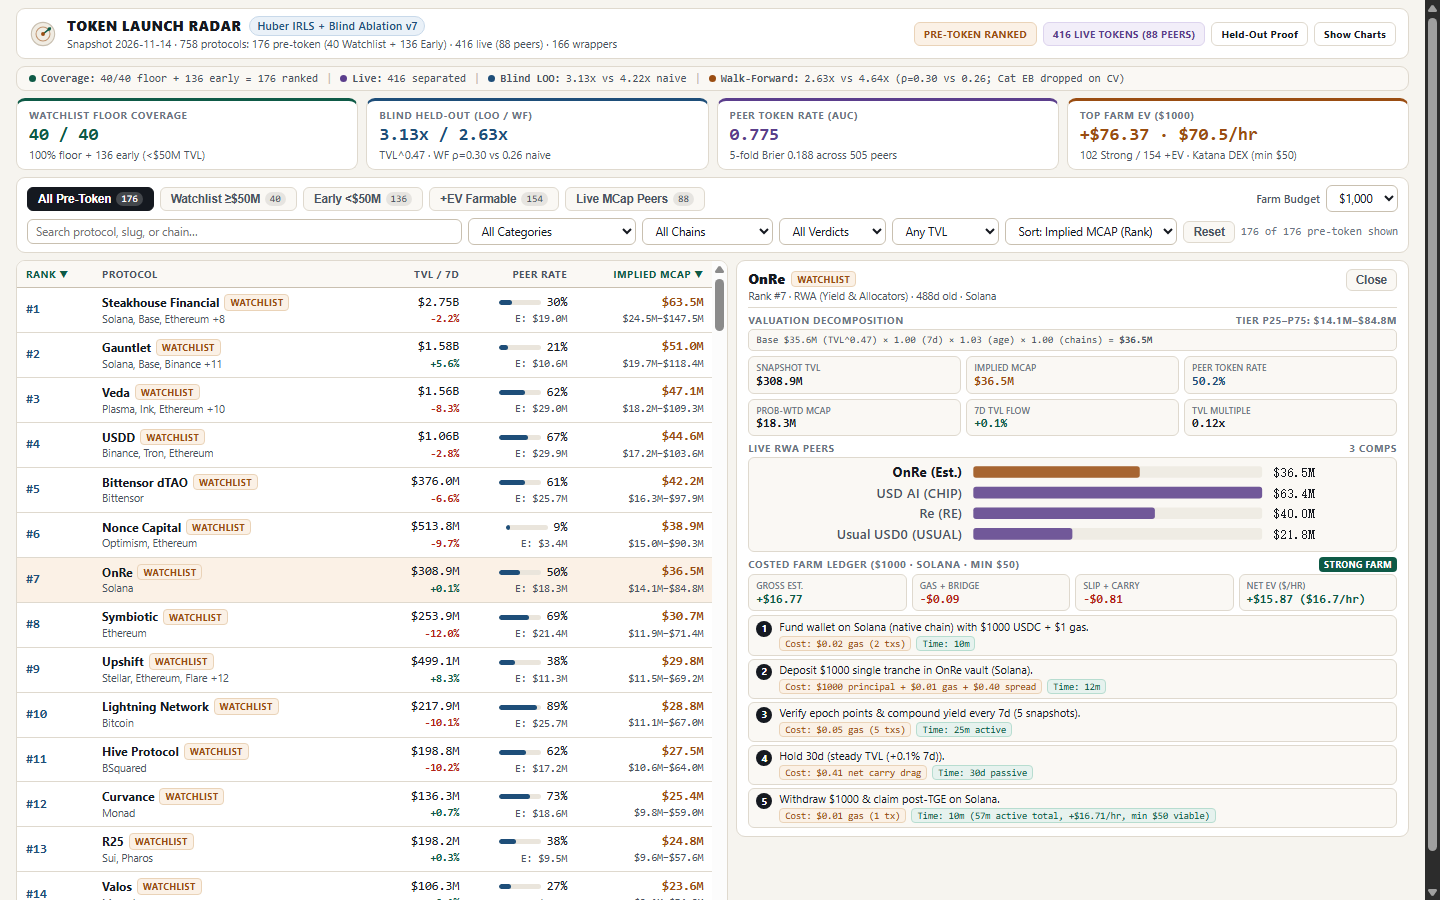 TOKEN LAUNCH RADAR Huber IRLS + Blind Ablation v7
Snapshot 2026-11-14 · 758 protocols: 176 pre-token (40 Watchlist + 136 Early) · 416 live (88 peers) · 166 wrappers
PRE-TOKEN RANKED 416 LIVE TOKENS (88 PEERS) Held-Out Proof Show Charts
Coverage: 40/40 floor + 136 early = 176 ranked | Live: 416 separated | Blind LOO: 3.13x vs 4.22x naive | Walk-Forward: 2.63x vs 4.64x (ρ=0.30 vs 0.26; Cat EB dropped on CV)
WATCHLIST FLOOR COVERAGE
40 / 40
100% floor + 136 early (<$50M TVL)
BLIND HELD-OUT (LOO / WF)
3.13x / 2.63x
TVL^0.47 · WF ρ=0.30 vs 0.26 naive
PEER TOKEN RATE (AUC)
0.775
5-fold Brier 0.188 across 505 peers
TOP FARM EV ($1000)
+$76.37 · $70.5/hr
102 Strong / 154 +EV · Katana DEX (min $50)
All Pre-Token 176 Watchlist ≥$50M 40 Early <$50M 136 +EV Farmable 154 Live MCap Peers 88
Farm Budget $1,000
Search protocol, slug, or chain... All Categories All Chains All Verdicts Any TVL Sort: Implied MCAP (Rank) Reset 176 of 176 pre-token shown
RANK ▼ PROTOCOL TVL / 7D PEER RATE IMPLIED MCAP ▼
#1 Steakhouse Financial WATCHLIST $2.75B 30% $63.5M
Solana, Base, Ethereum +8 -2.2% E: $19.0M $24.5M–$147.5M
#2 Gauntlet WATCHLIST $1.58B 21% $51.0M
Solana, Base, Binance +11 +5.6% E: $10.6M $19.7M–$118.4M
#3 Veda WATCHLIST $1.56B 62% $47.1M
Plasma, Ink, Ethereum +10 -8.3% E: $29.0M $18.2M–$109.3M
#4 USDD WATCHLIST $1.06B 67% $44.6M
Binance, Tron, Ethereum -2.8% E: $29.9M $17.2M–$103.6M
#5 Bittensor dTAO WATCHLIST $376.0M 61% $42.2M
Bittensor -6.6% E: $25.7M $16.3M–$97.9M
#6 Nonce Capital WATCHLIST $513.8M 9% $38.9M
Optimism, Ethereum -9.7% E: $3.4M $15.0M–$90.3M
#7 OnRe WATCHLIST $308.9M 50% $36.5M
Solana +0.1% E: $18.3M $14.1M–$84.8M
#8 Symbiotic WATCHLIST $253.9M 69% $30.7M
Ethereum -12.0% E: $21.4M $11.9M–$71.4M
#9 Upshift WATCHLIST $499.1M 38% $29.8M
Stellar, Ethereum, Flare +12 +8.3% E: $11.3M $11.5M–$69.2M
#10 Lightning Network WATCHLIST $217.9M 89% $28.8M
Bitcoin -10.1% E: $25.7M $11.1M–$67.0M
#11 Hive Protocol WATCHLIST $198.8M 62% $27.5M
BSquared -10.2% E: $17.2M $10.6M–$64.0M
#12 Curvance WATCHLIST $136.3M 73% $25.4M
Monad +0.7% E: $18.6M $9.8M–$59.0M
#13 R25 WATCHLIST $198.2M 38% $24.8M
Sui, Pharos +0.3% E: $9.5M $9.6M–$57.6M
#14 Valos WATCHLIST $106.3M 27% $23.6M
OnRe WATCHLIST Close
Rank #7 · RWA (Yield & Allocators) · 488d old · Solana
VALUATION DECOMPOSITION TIER P25–P75: $14.1M–$84.8M
Base $35.6M (TVL^0.47) × 1.00 (7d) × 1.03 (age) × 1.00 (chains) = $36.5M
SNAPSHOT TVL
$308.9M
IMPLIED MCAP
$36.5M
PEER TOKEN RATE
50.2%
PROB-WTD MCAP
$18.3M
7D TVL FLOW
+0.1%
TVL MULTIPLE
0.12x
LIVE RWA PEERS 3 COMPS
OnRe (Est.) $36.5M
USD AI (CHIP) $63.4M
Re (RE) $40.0M
Usual USD0 (USUAL) $21.8M
COSTED FARM LEDGER ($1000 · SOLANA · MIN $50) STRONG FARM
GROSS EST.
+$16.77
GAS + BRIDGE
-$0.09
SLIP + CARRY
-$0.81
NET EV ($/HR)
+$15.87 ($16.7/hr)
1 Fund wallet on Solana (native chain) with $1000 USDC + $1 gas.
Cost: $0.02 gas (2 txs) Time: 10m
2 Deposit $1000 single tranche in OnRe vault (Solana).
Cost: $1000 principal + $0.01 gas + $0.40 spread Time: 12m
3 Verify epoch points & compound yield every 7d (5 snapshots).
Cost: $0.05 gas (5 txs) Time: 25m active
4 Hold 30d (steady TVL (+0.1% 7d)).
Cost: $0.41 net carry drag Time: 30d passive
5 Withdraw $1000 & claim post-TGE on Solana.
Cost: $0.01 gas (1 tx) Time: 10m (57m active total, +$16.71/hr, min $50 viable)